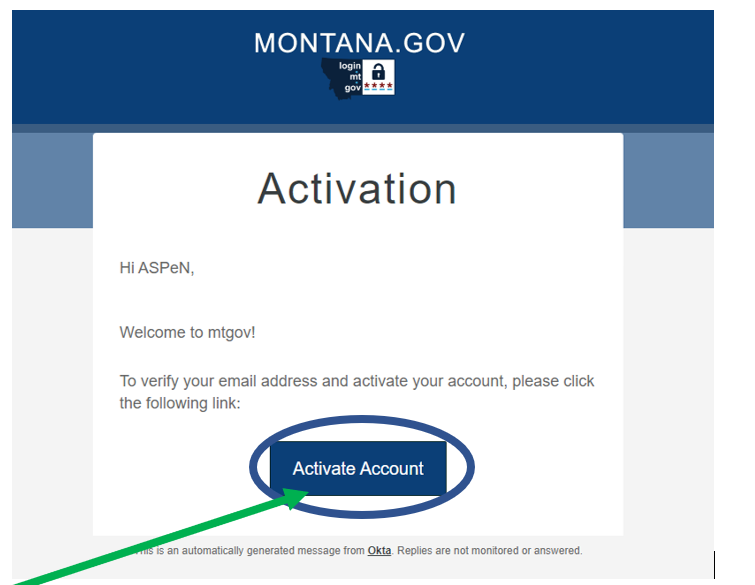 MONTANA.GOV
login
mt
gov
****
Activation
Hi ASPeN,
Welcome to mtgov!
To verify your email address and activate your account, please click
the following link:
Activate Account
This is an automatically generated message from Okta. Replies are not monitored or answered.